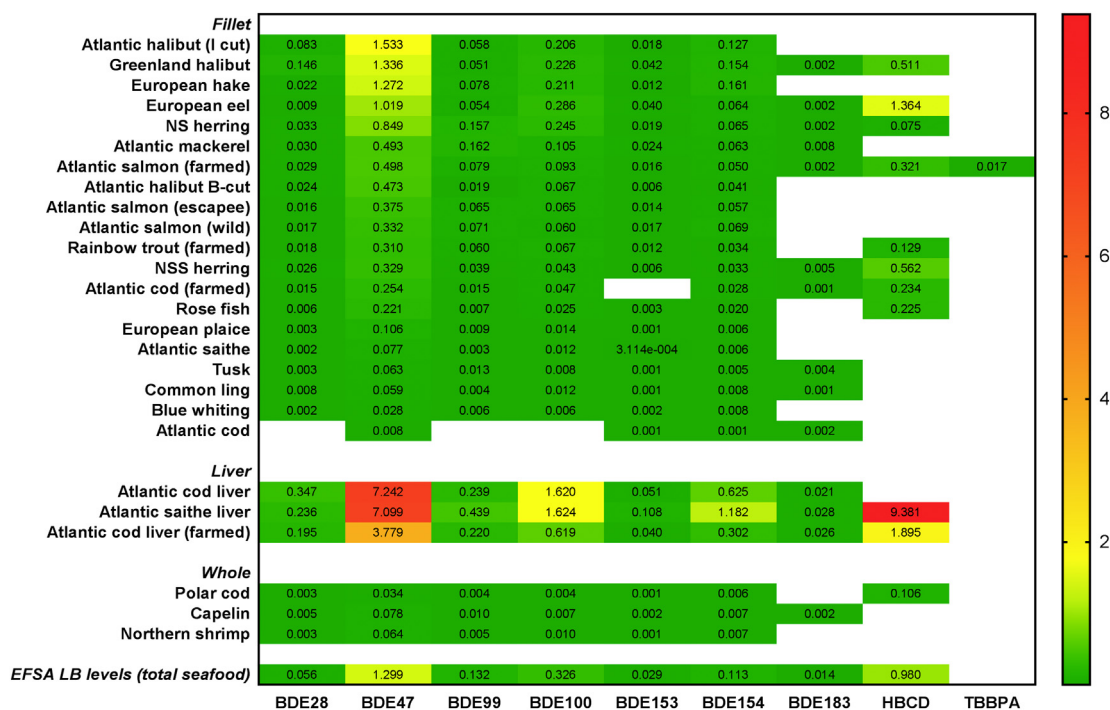 Fillet
Atlantic halibut (I cut) 0.083 1.533 0.058 0.206 0.018 0.127
Greenland halibut 0.146 1.336 0.051 0.226 0.042 0.154 0.002 0.511
European hake 0.022 1.272 0.078 0.211 0.012 0.161
European eel 0.009 1.019 0.054 0.286 0.040 0.064 0.002 1.364
NS herring 0.033 0.849 0.157 0.245 0.019 0.065 0.002 0.075
Atlantic mackerel 0.030 0.493 0.162 0.105 0.024 0.063 0.008
Atlantic salmon (farmed) 0.029 0.498 0.079 0.093 0.016 0.050 0.002 0.321 0.017
Atlantic halibut B-cut 0.024 0.473 0.019 0.067 0.006 0.041
Atlantic salmon (escapee) 0.016 0.375 0.065 0.065 0.014 0.057
Atlantic salmon (wild) 0.017 0.332 0.071 0.060 0.017 0.069
Rainbow trout (farmed) 0.018 0.310 0.060 0.067 0.012 0.034 0.129
NSS herring 0.026 0.329 0.039 0.043 0.006 0.033 0.005 0.562
Atlantic cod (farmed) 0.015 0.254 0.015 0.047 0.028 0.001 0.234
Rose fish 0.006 0.221 0.007 0.025 0.003 0.020 0.225
European plaice 0.003 0.106 0.009 0.014 0.001 0.006
Atlantic saithe 0.002 0.077 0.003 0.012 3.114e-004 0.006
Tusk 0.003 0.063 0.013 0.008 0.001 0.005 0.004
Common ling 0.008 0.059 0.004 0.012 0.001 0.008 0.001
Blue whiting 0.002 0.028 0.006 0.006 0.002 0.008
Atlantic cod 0.008 0.001 0.001 0.002
Liver
Atlantic cod liver 0.347 7.242 0.239 1.620 0.051 0.625 0.021
Atlantic saithe liver 0.236 7.099 0.439 1.624 0.108 1.182 0.028 9.381
Atlantic cod liver (farmed) 0.195 3.779 0.220 0.619 0.040 0.302 0.026 1.895
Whole
Polar cod 0.003 0.034 0.004 0.004 0.001 0.006 0.106
Capelin 0.005 0.078 0.010 0.007 0.002 0.007 0.002
Northern shrimp 0.003 0.064 0.005 0.010 0.001 0.007
EFSA LB levels (total seafood) 0.056 1.299 0.132 0.326 0.029 0.113 0.014 0.980
BDE28 BDE47 BDE99 BDE100 BDE153 BDE154 BDE183 HBCD TBBPA
8
6
4
2
0